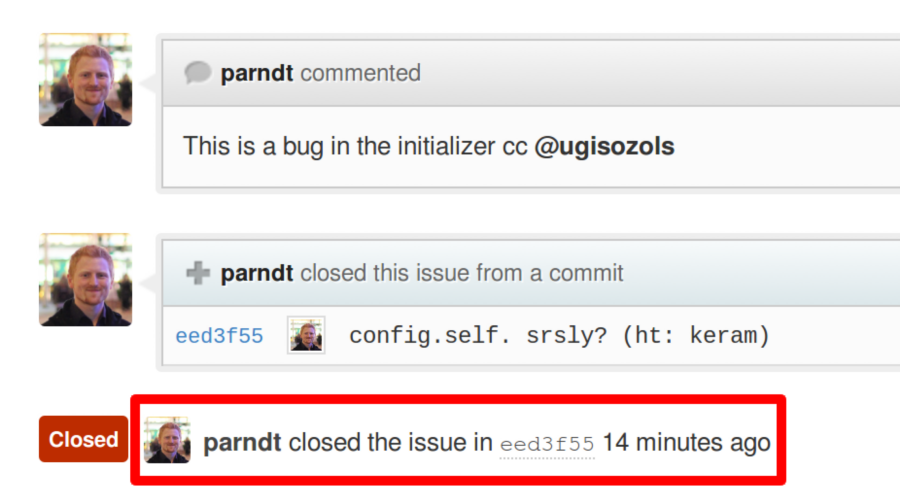 parndt commented
This is a bug in the initializer cc @ugisozols
parndt closed this issue from a commit
eed3f55 config.self. srsly? (ht: keram)
Closed parndt closed the issue in eed3f55 14 minutes ago